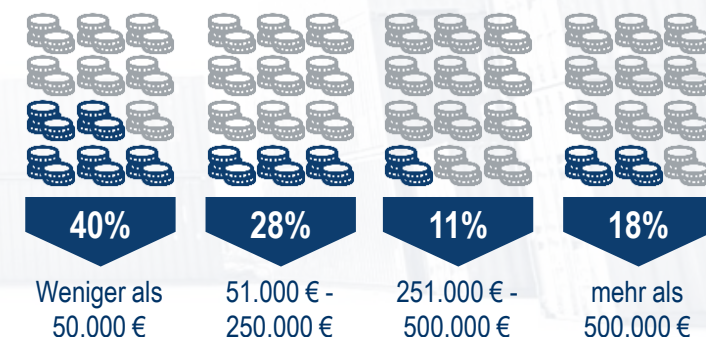 40%
28%
11%
18%
Weniger als
50.000 €
51.000 € -
250.000 €
251.000 € -
500.000 €
mehr als
500.000 €